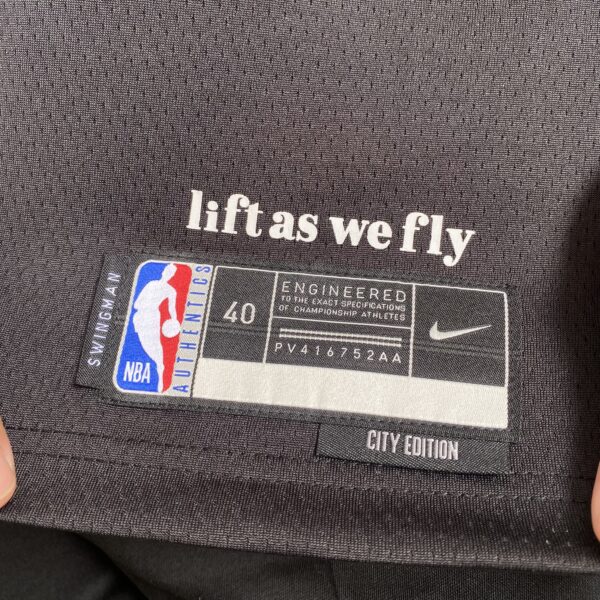 lift as we fly
SWINGMAN
NBA
AUTHENTICS
40
ENGINEERED
TO THE EXACT SPECIFICATIONS
OF CHAMPIONSHIP ATHLETES
PV416752AA
CITY EDITION